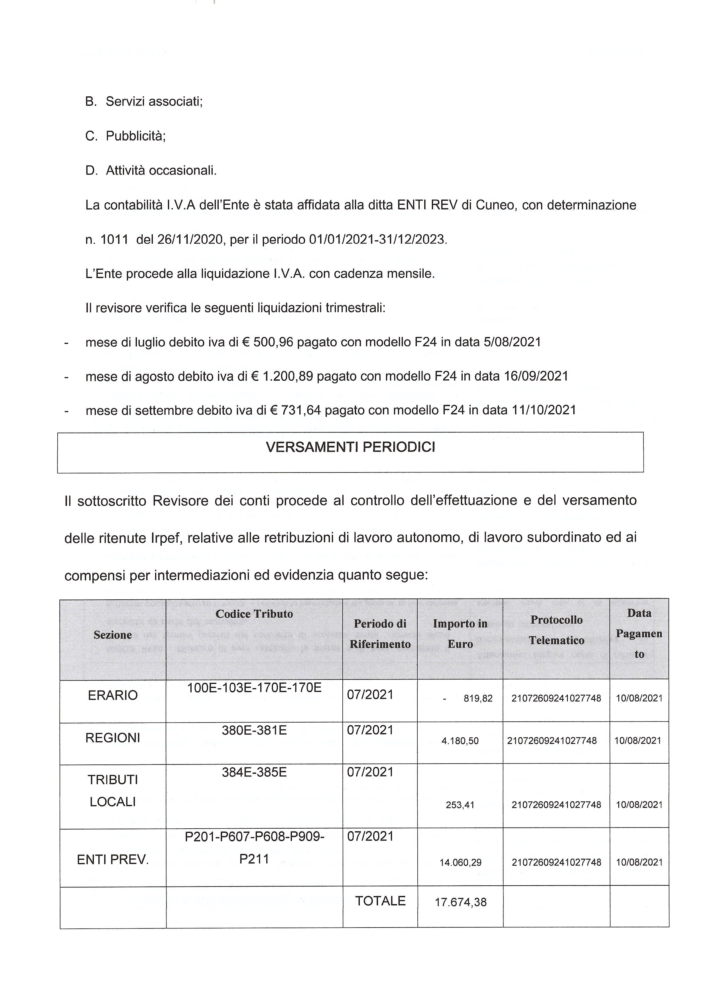 B. Servizi associati;
C. Pubblicità;
D. Attività occasionali.
La contabilità I.V.A dell'Ente è stata affidata alla ditta ENTI REV di Cuneo, con determinazione
n. 1011 del 26/11/2020, per il periodo 01/01/2021-31/12/2023.
L'Ente procede alla liquidazione I.V.A. con cadenza mensile.
Il revisore verifica le seguenti liquidazioni trimestrali:
- mese di luglio debito iva di € 500,96 pagato con modello F24 in data 5/08/2021
- mese di agosto debito iva di € 1.200,89 pagato con modello F24 in data 16/09/2021
- mese di settembre debito iva di € 731,64 pagato con modello F24 in data 11/10/2021
VERSAMENTI PERIODICI
Il sottoscritto Revisore dei conti procede al controllo dell'effettuazione e del versamento
delle ritenute Irpef, relative alle retribuzioni di lavoro autonomo, di lavoro subordinato ed ai
compensi per intermediazioni ed evidenzia quanto segue:
Sezione
Codice Tributo
Periodo di
Riferimento
Importo in
Euro
Protocollo
Telematico
Data
Pagamen
to
ERARIO
100E-103E-170E-170E
07/2021
- 819,82
21072609241027748
10/08/2021
REGIONI
380E-381E
07/2021
4.180,50
21072609241027748
10/08/2021
TRIBUTI
LOCALI
384E-385E
07/2021
253,41
21072609241027748
10/08/2021
ENTI PREV.
P201-P607-P608-P909-
P211
07/2021
14.060,29
21072609241027748
10/08/2021
TOTALE
17.674,38